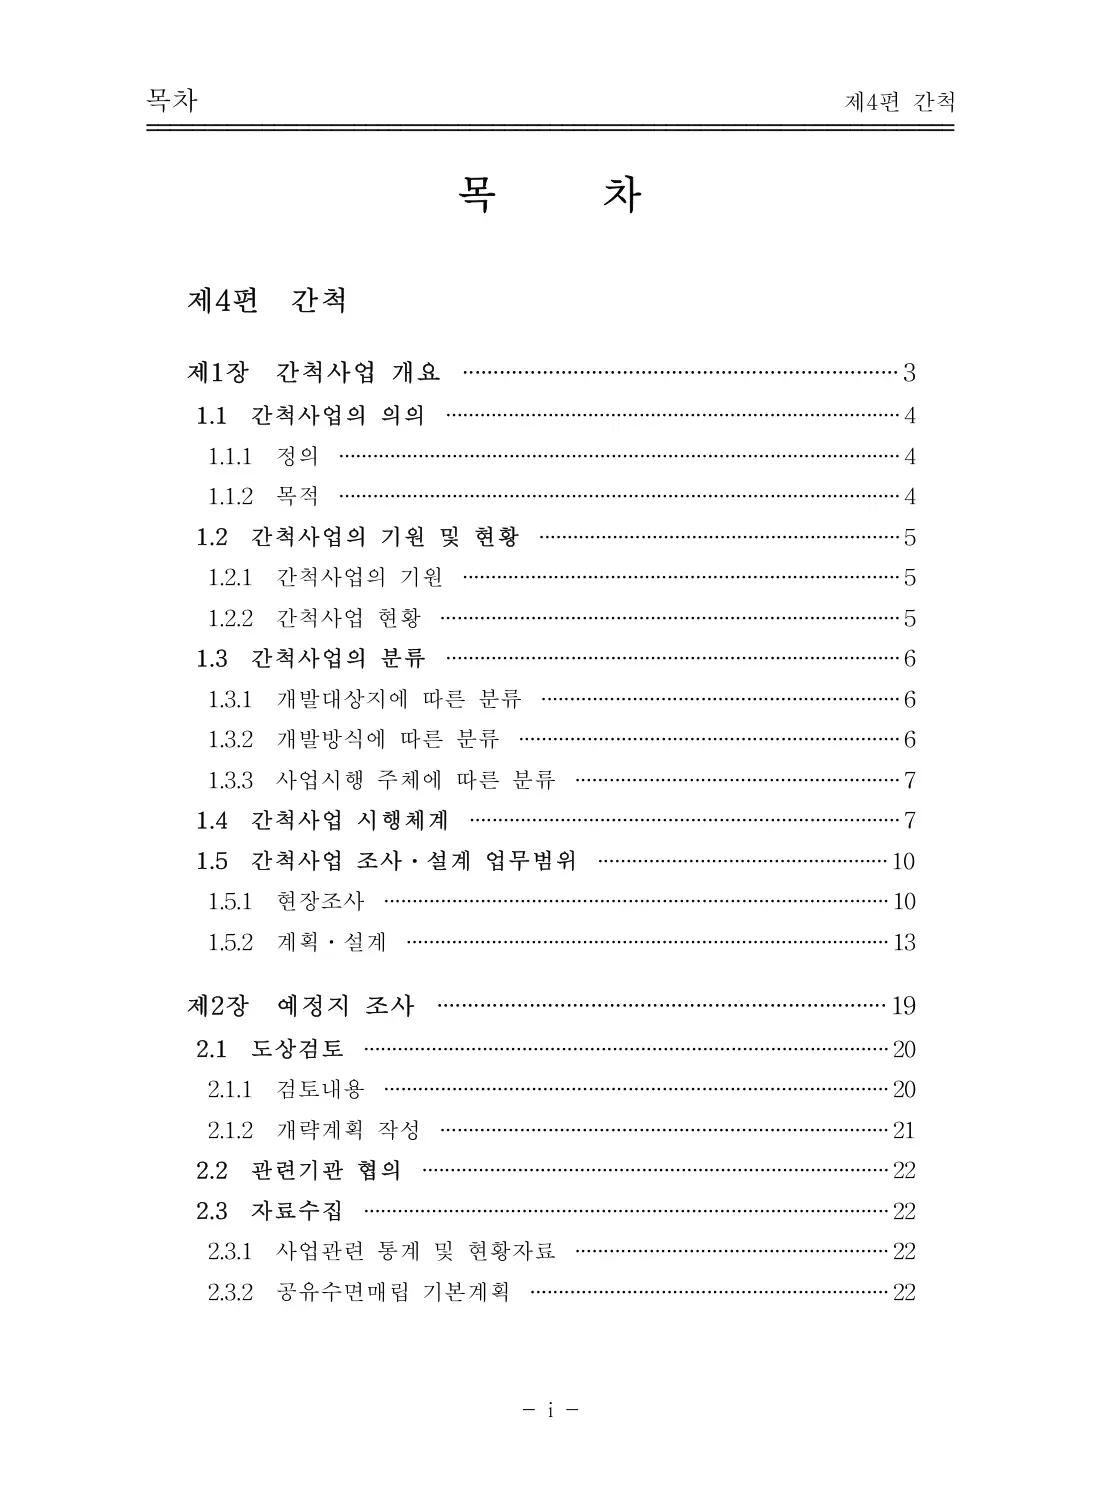 목차 제4편 간척
목 차
제4편 간척
제1장 간척사업 개요 ········ 3
1.1 간척사업의 의의 ········ 4
1.1.1 정의 ········ 4
1.1.2 목적 ········ 4
1.2 간척사업의 기원 및 현황 ········ 5
1.2.1 간척사업의 기원 ········ 5
1.2.2 간척사업 현황 ········ 5
1.3 간척사업의 분류 ········ 6
1.3.1 개발대상지에 따른 분류 ········ 6
1.3.2 개발방식에 따른 분류 ········ 6
1.3.3 사업시행 주체에 따른 분류 ········ 7
1.4 간척사업 시행체계 ········ 7
1.5 간척사업 조사·설계 업무범위 ········ 10
1.5.1 현장조사 ········ 10
1.5.2 계획·설계 ········ 13
제2장 예정지 조사 ········ 19
2.1 도상검토 ········ 20
2.1.1 검토내용 ········ 20
2.1.2 개략계획 작성 ········ 21
2.2 관련기관 협의 ········ 22
2.3 자료수집 ········ 22
2.3.1 사업관련 통계 및 현황자료 ········ 22
2.3.2 공유수면매립 기본계획 ········ 22
- i -